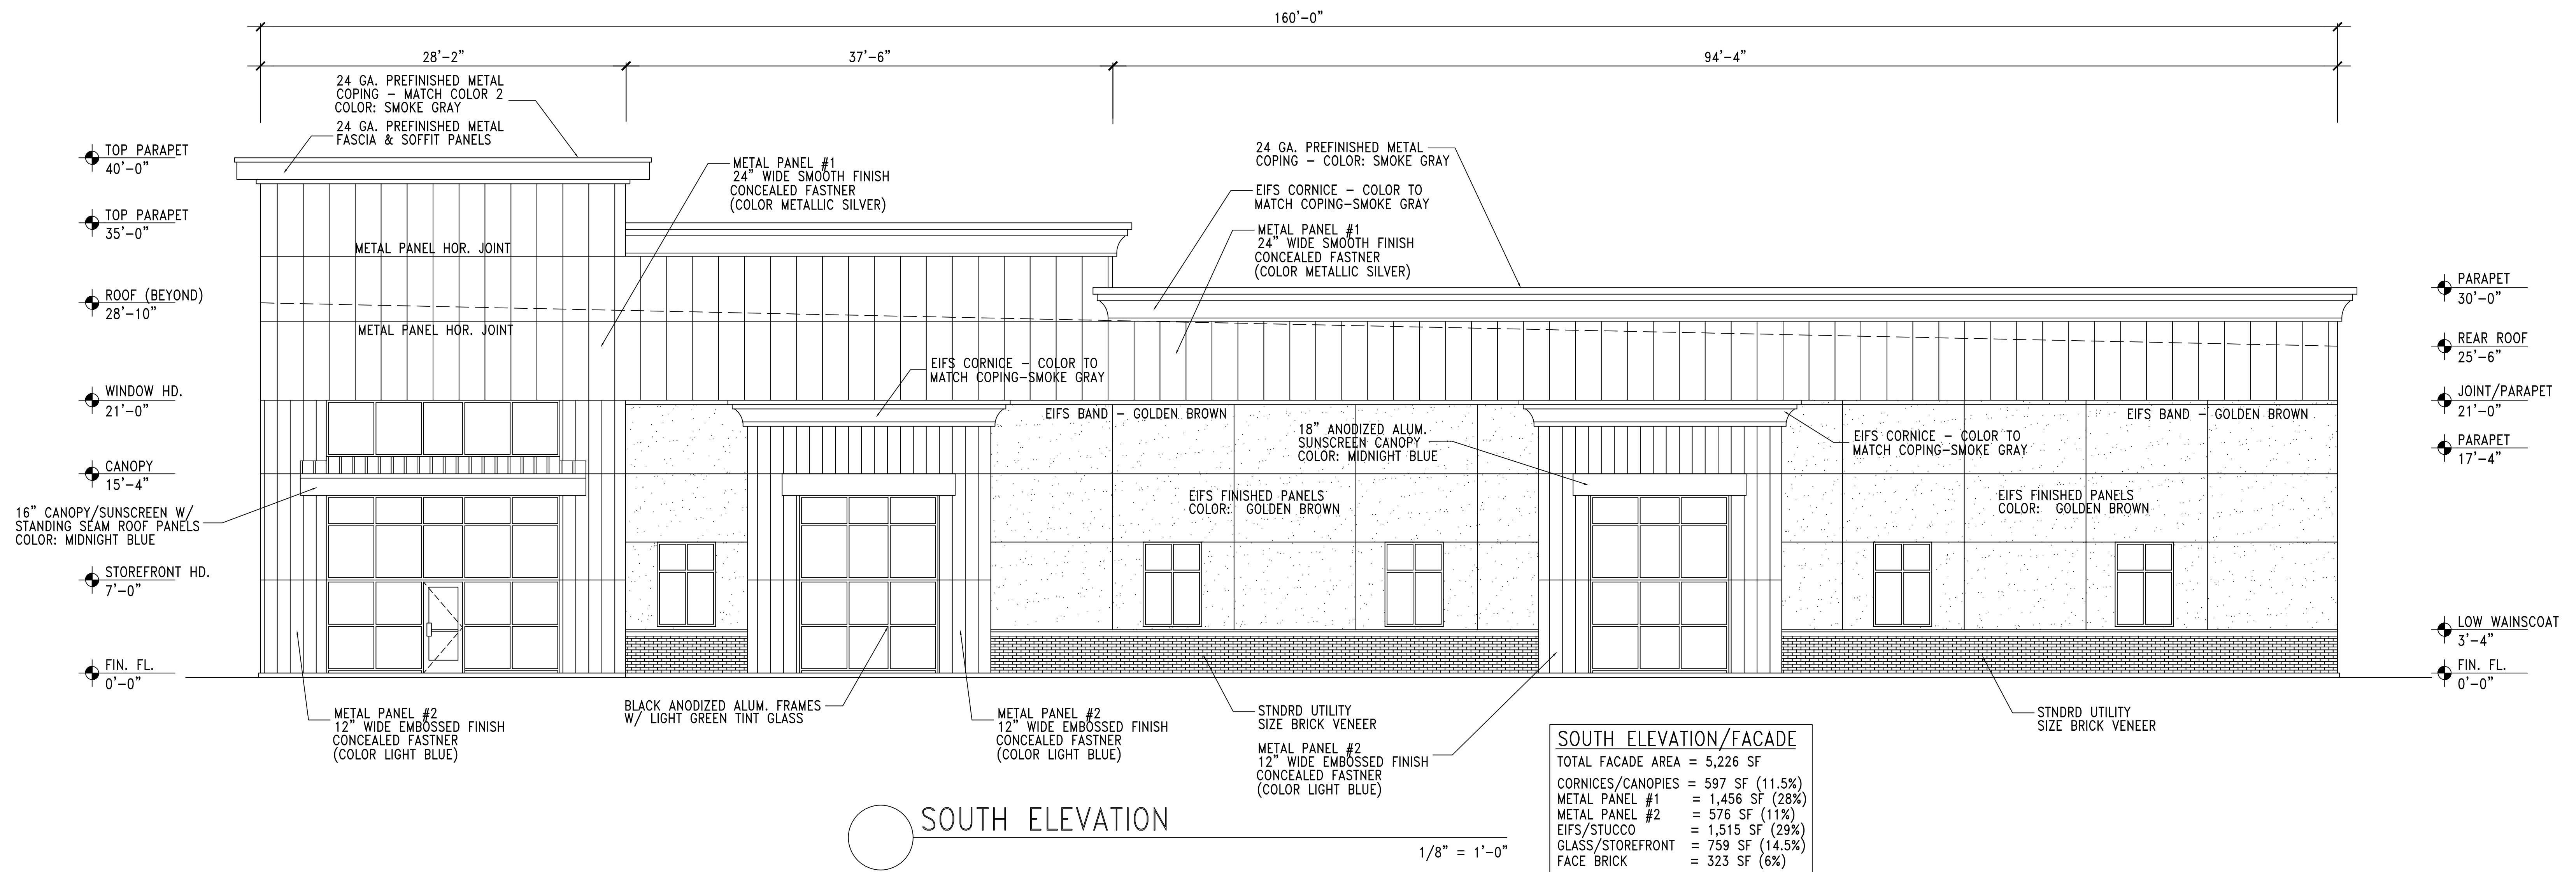 160'-0"
28'-2"
37'-6"
94'-4"
24 GA. PREFINISHED METAL
COPING - MATCH COLOR 2
COLOR: SMOKE GRAY
24 GA. PREFINISHED METAL
FASCIA & SOFFIT PANELS
TOP PARAPET
40'-0"
TOP PARAPET
35'-0"
ROOF (BEYOND)
28'-10"
WINDOW HD.
21'-0"
CANOPY
15'-4"
16" CANOPY/SUNSCREEN W/
STANDING SEAM ROOF PANELS
COLOR: MIDNIGHT BLUE
STOREFRONT HD.
7'-0"
FIN. FL.
0'-0"
METAL PANEL HOR. JOINT
METAL PANEL HOR. JOINT
METAL PANEL #1
24" WIDE SMOOTH FINISH
CONCEALED FASTNER
(COLOR METALLIC SILVER)
24 GA. PREFINISHED METAL
COPING - COLOR: SMOKE GRAY
EIFS CORNICE - COLOR TO
MATCH COPING-SMOKE GRAY
METAL PANEL #1
24" WIDE SMOOTH FINISH
CONCEALED FASTNER
(COLOR METALLIC SILVER)
EIFS CORNICE - COLOR TO
MATCH COPING-SMOKE GRAY
EIFS BAND - GOLDEN BROWN
18" ANODIZED ALUM.
SUNSCREEN CANOPY
COLOR: MIDNIGHT BLUE
EIFS FINISHED PANELS
COLOR: GOLDEN BROWN
EIFS BAND - GOLDEN BROWN
EIFS CORNICE - COLOR TO
MATCH COPING-SMOKE GRAY
EIFS FINISHED PANELS
COLOR: GOLDEN BROWN
PARAPET
30'-0"
REAR ROOF
25'-6"
JOINT/PARAPET
21'-0"
PARAPET
17'-4"
LOW WAINSCOAT
3'-4"
FIN. FL.
0'-0"
METAL PANEL #2
12" WIDE EMBOSSED FINISH
CONCEALED FASTNER
(COLOR LIGHT BLUE)
BLACK ANODIZED ALUM. FRAMES
W/ LIGHT GREEN TINT GLASS
METAL PANEL #2
12" WIDE EMBOSSED FINISH
CONCEALED FASTNER
(COLOR LIGHT BLUE)
STNDRD UTILITY
SIZE BRICK VENEER
METAL PANEL #2
12" WIDE EMBOSSED FINISH
CONCEALED FASTNER
(COLOR LIGHT BLUE)
STNDRD UTILITY
SIZE BRICK VENEER
SOUTH ELEVATION/FACADE
TOTAL FACADE AREA = 5,226 SF
CORNICES/CANOPIES = 597 SF (11.5%)
METAL PANEL #1 = 1,456 SF (28%)
METAL PANEL #2 = 576 SF (11%)
EIFS/STUCCO = 1,515 SF (29%)
GLASS/STOREFRONT = 759 SF (14.5%)
FACE BRICK = 323 SF (6%)
SOUTH ELEVATION
1/8" = 1'-0"